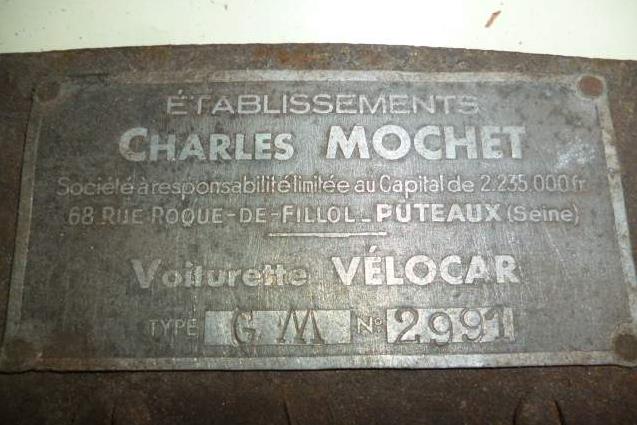 ÉTABLISSEMENTS
CHARLES MOCHET
Société à responsabilité limitée au Capital de 2.235.000 fr
68 RUE ROQUE-DE-FILLOL_PUTEAUX (Seine)
Voiturette VÉLOCAR
TYPE G M N° 2991